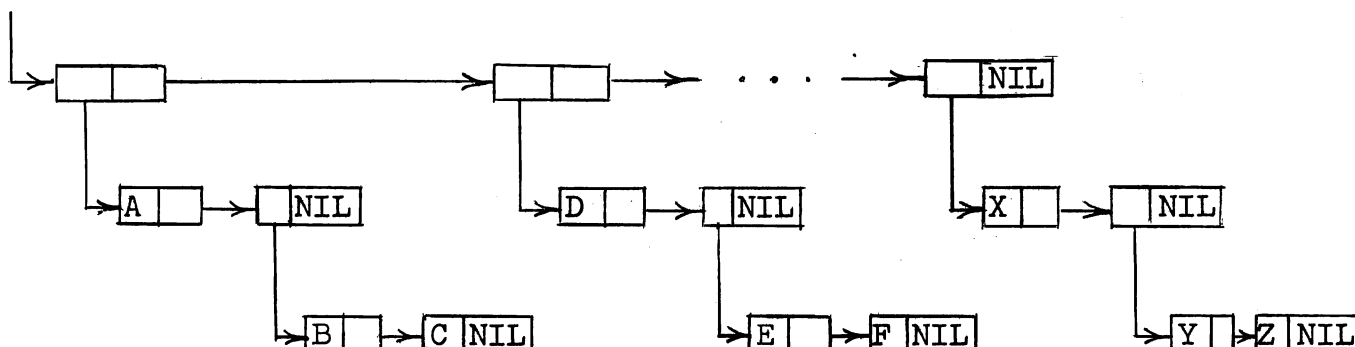 . . . NIL
A NIL D NIL X NIL
B C NIL E F NIL Y Z NIL